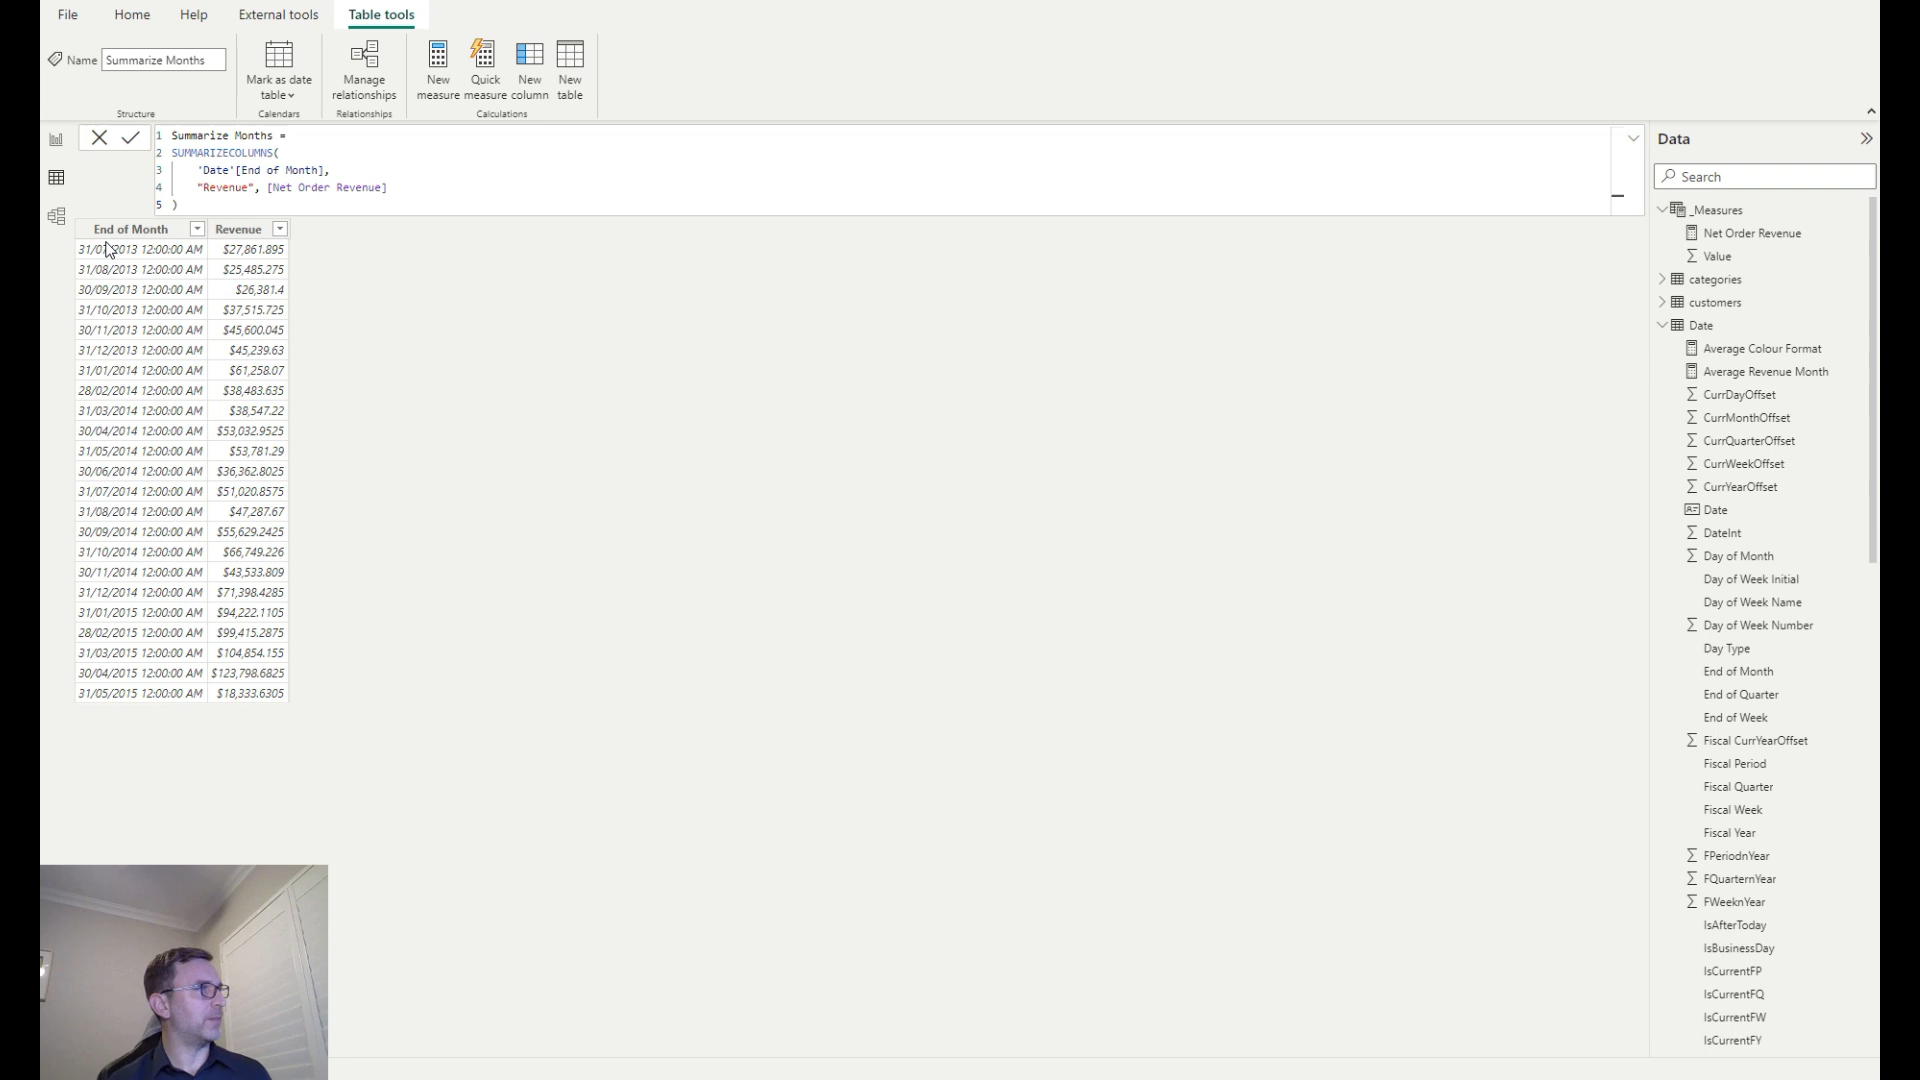 File Home Help External tools Table tools
Name Summarize Months
Mark as date table
Manage relationships
New measure
Quick measure
New column
New table
Structure Calendars Relationships Calculations
1 Summarize Months =
2 SUMMARIZECOLUMNS(
3 'Date'[End of Month],
4 "Revenue", [Net Order Revenue]
5 )
End of Month Revenue
31/07/2013 12:00:00 AM $27,861.895
31/08/2013 12:00:00 AM $25,485.275
30/09/2013 12:00:00 AM $26,381.4
31/10/2013 12:00:00 AM $37,515.725
30/11/2013 12:00:00 AM $45,600.045
31/12/2013 12:00:00 AM $45,239.63
31/01/2014 12:00:00 AM $61,258.07
28/02/2014 12:00:00 AM $38,483.635
31/03/2014 12:00:00 AM $38,547.22
30/04/2014 12:00:00 AM $53,032.9525
31/05/2014 12:00:00 AM $53,781.29
30/06/2014 12:00:00 AM $36,362.8025
31/07/2014 12:00:00 AM $51,020.8575
31/08/2014 12:00:00 AM $47,287.67
30/09/2014 12:00:00 AM $55,629.2425
31/10/2014 12:00:00 AM $66,749.226
30/11/2014 12:00:00 AM $43,533.809
31/12/2014 12:00:00 AM $71,398.4285
31/01/2015 12:00:00 AM $94,222.1105
28/02/2015 12:00:00 AM $99,415.2875
31/03/2015 12:00:00 AM $104,854.155
30/04/2015 12:00:00 AM $123,798.6825
31/05/2015 12:00:00 AM $18,333.6305
Data
Search
_Measures
Net Order Revenue
Value
categories
customers
Date
Average Colour Format
Average Revenue Month
CurrDayOffset
CurrMonthOffset
CurrQuarterOffset
CurrWeekOffset
CurrYearOffset
Date
DateInt
Day of Month
Day of Week Initial
Day of Week Name
Day of Week Number
Day Type
End of Month
End of Quarter
End of Week
Fiscal CurrYearOffset
Fiscal Period
Fiscal Quarter
Fiscal Week
Fiscal Year
FPeriodnYear
FQuarternYear
FWeeknYear
IsAfterToday
IsBusinessDay
IsCurrentFP
IsCurrentFQ
IsCurrentFW
IsCurrentFY